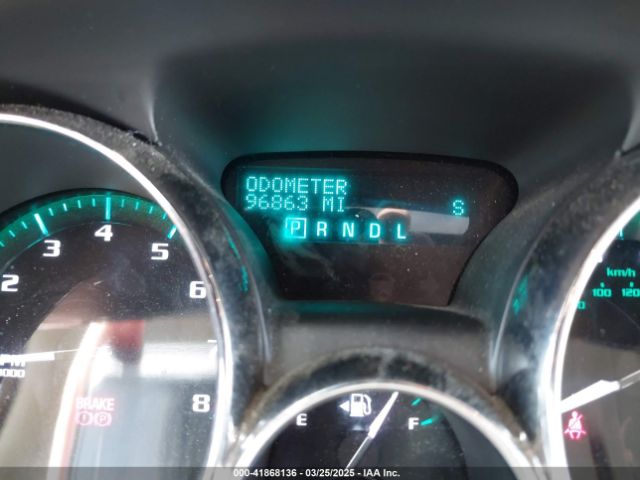 ODOMETER
96863 MI S
P R N D L
2 3 4 5 6 8
km/h
100 120
BRAKE
P
E F
000-41868136 - 03/25/2025 - IAA Inc.